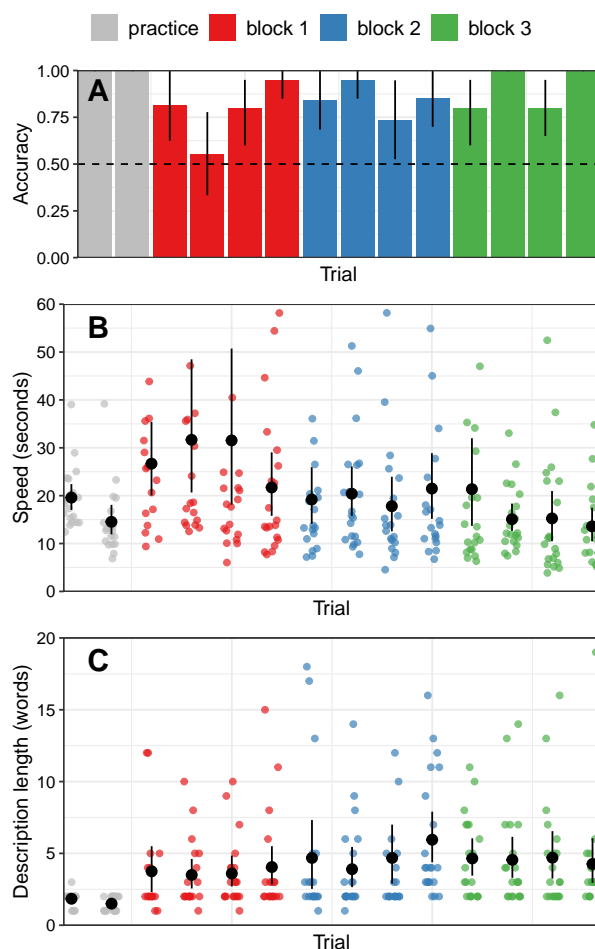 practice block 1 block 2 block 3
A
Accuracy
1.00
0.75
0.50
0.25
0.00
Trial
B
Speed (seconds)
60
50
40
30
20
10
0
Trial
C
Description length (words)
20
15
10
5
0
Trial